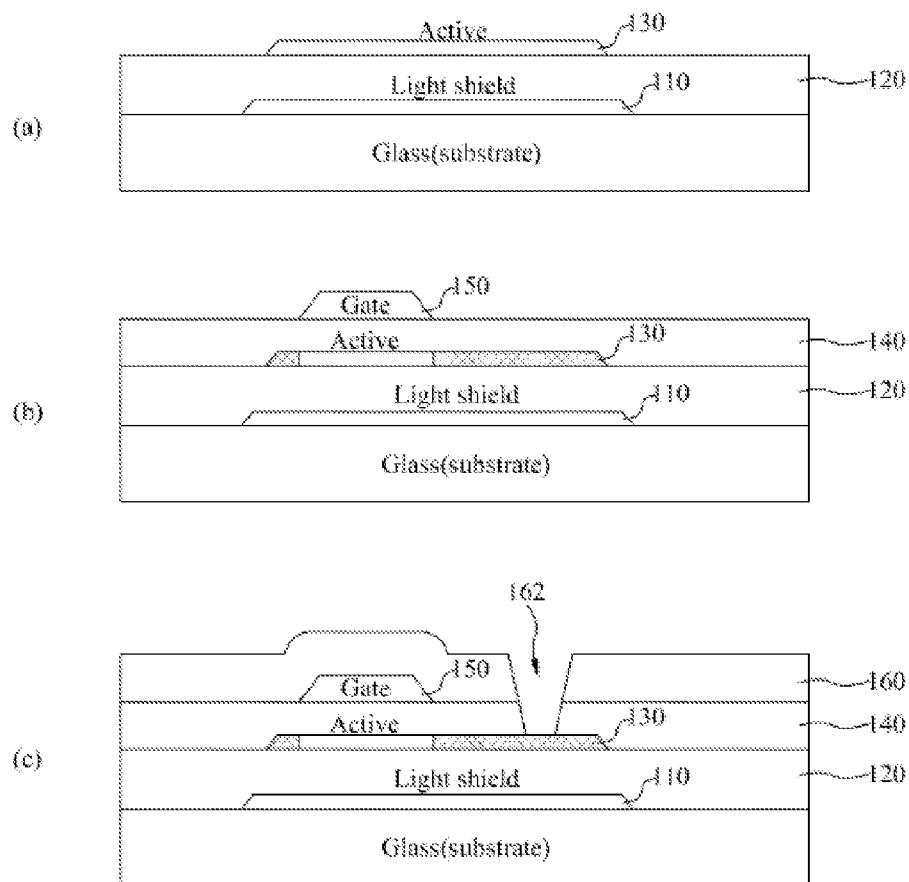 Active
130
Light shield
110
120
(a)
Glass(substrate)
150
Gate
Active
130
140
Light shield
110
120
(b)
Glass(substrate)
162
150
Gate
160
Active
130
140
(c)
Light shield
110
120
Glass(substrate)